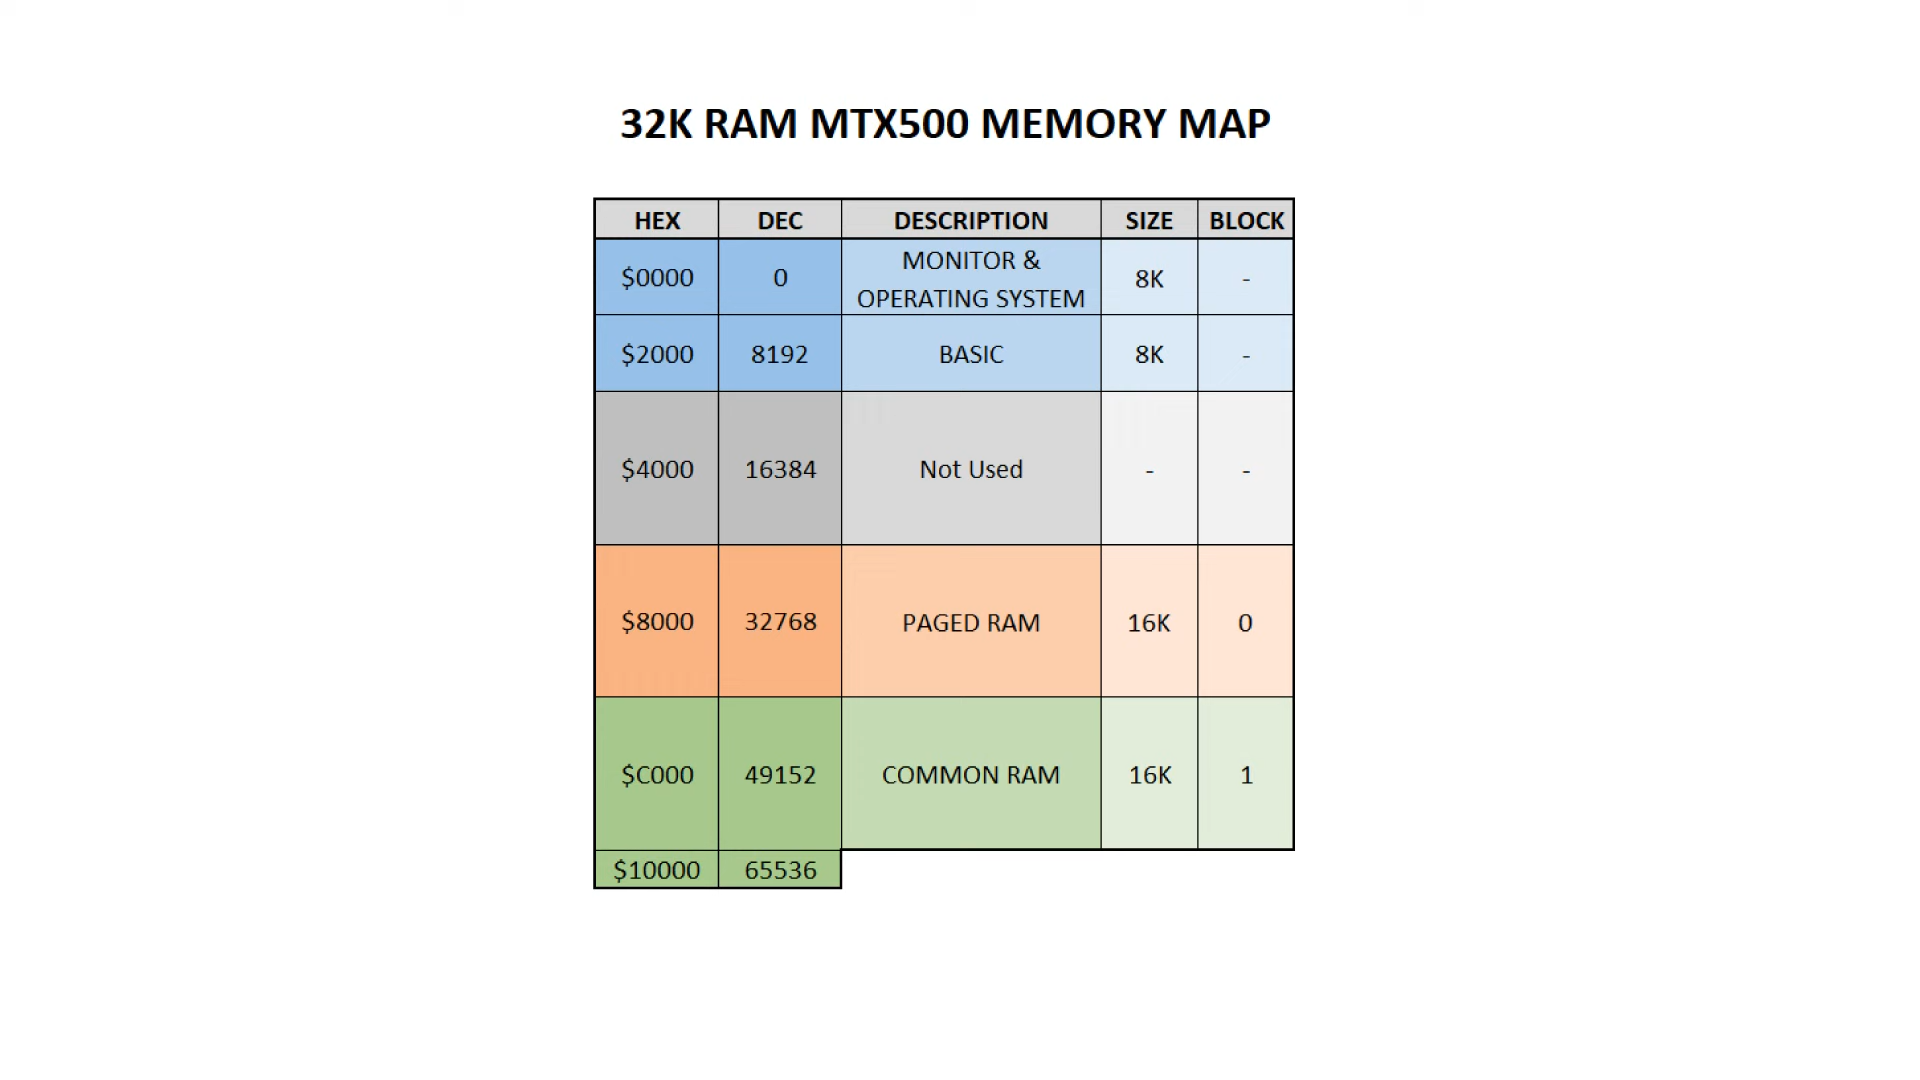 32K RAM MTX500 MEMORY MAP
HEX DEC DESCRIPTION SIZE BLOCK
$0000 0 MONITOR & OPERATING SYSTEM 8K -
$2000 8192 BASIC 8K -
$4000 16384 Not Used - -
$8000 32768 PAGED RAM 16K 0
$C000 49152 COMMON RAM 16K 1
$10000 65536